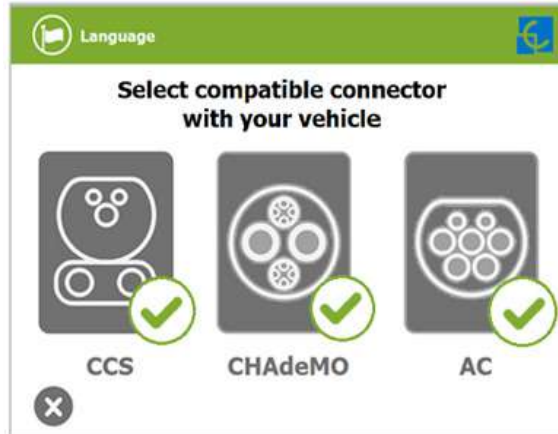 Language
Select compatible connector
with your vehicle
CCS
CHAdeMO
AC